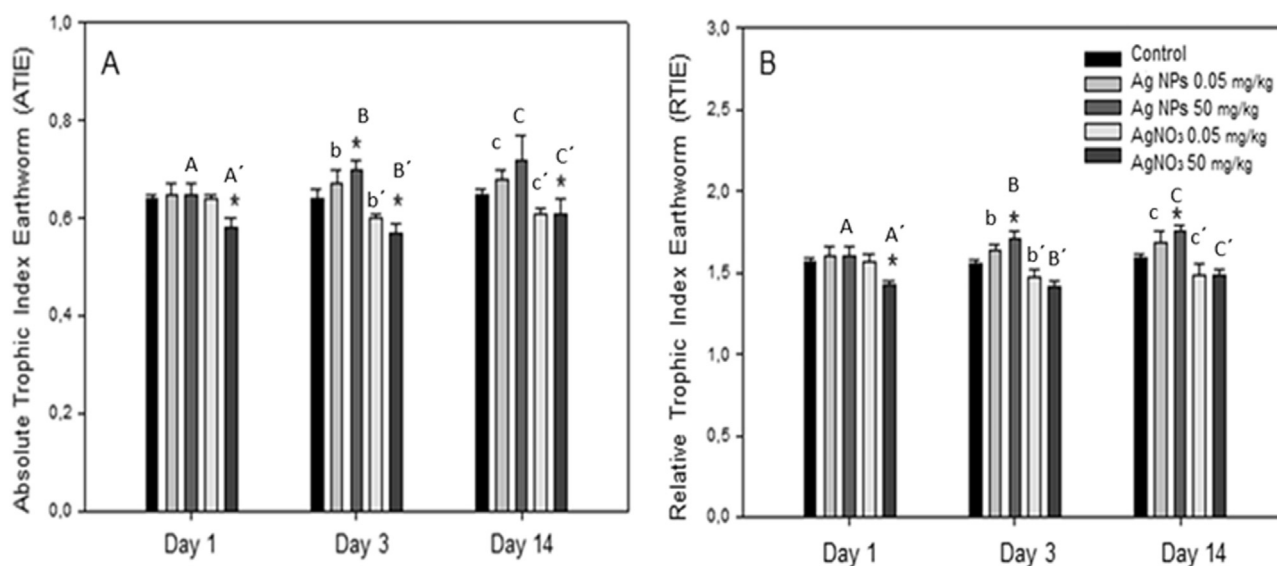 A
Absolute Trophic Index Earthworm (ATIE)
1,0
0,8
0,6
0,4
0,2
0,0
A
A´
*
b
B
*
b´
B´
*
c
C
c´
C´
*
Day 1
Day 3
Day 14
B
Relative Trophic Index Earthworm (RTIE)
3,0
2,5
2,0
1,5
1,0
0,5
0,0
Control
Ag NPs 0.05 mg/kg
Ag NPs 50 mg/kg
AgNO₃ 0.05 mg/kg
AgNO₃ 50 mg/kg
A
A´
*
b
B
*
b´
B´
c
C
*
c´
C´
Day 1
Day 3
Day 14